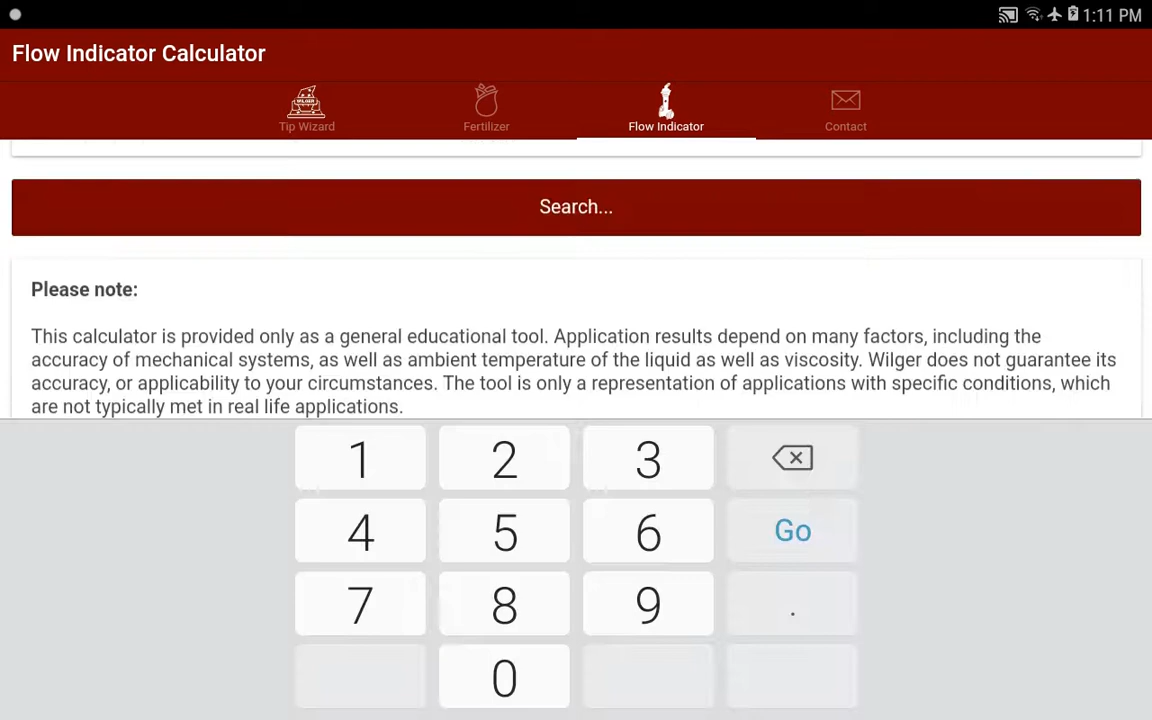 1:11 PM
Flow Indicator Calculator
WILGER
Tip Wizard
Fertilizer
Flow Indicator
Contact
Search...
Please note:
This calculator is provided only as a general educational tool. Application results depend on many factors, including the
accuracy of mechanical systems, as well as ambient temperature of the liquid as well as viscosity. Wilger does not guarantee its
accuracy, or applicability to your circumstances. The tool is only a representation of applications with specific conditions, which
are not typically met in real life applications.
1 2 3
4 5 6 Go
7 8 9 .
0